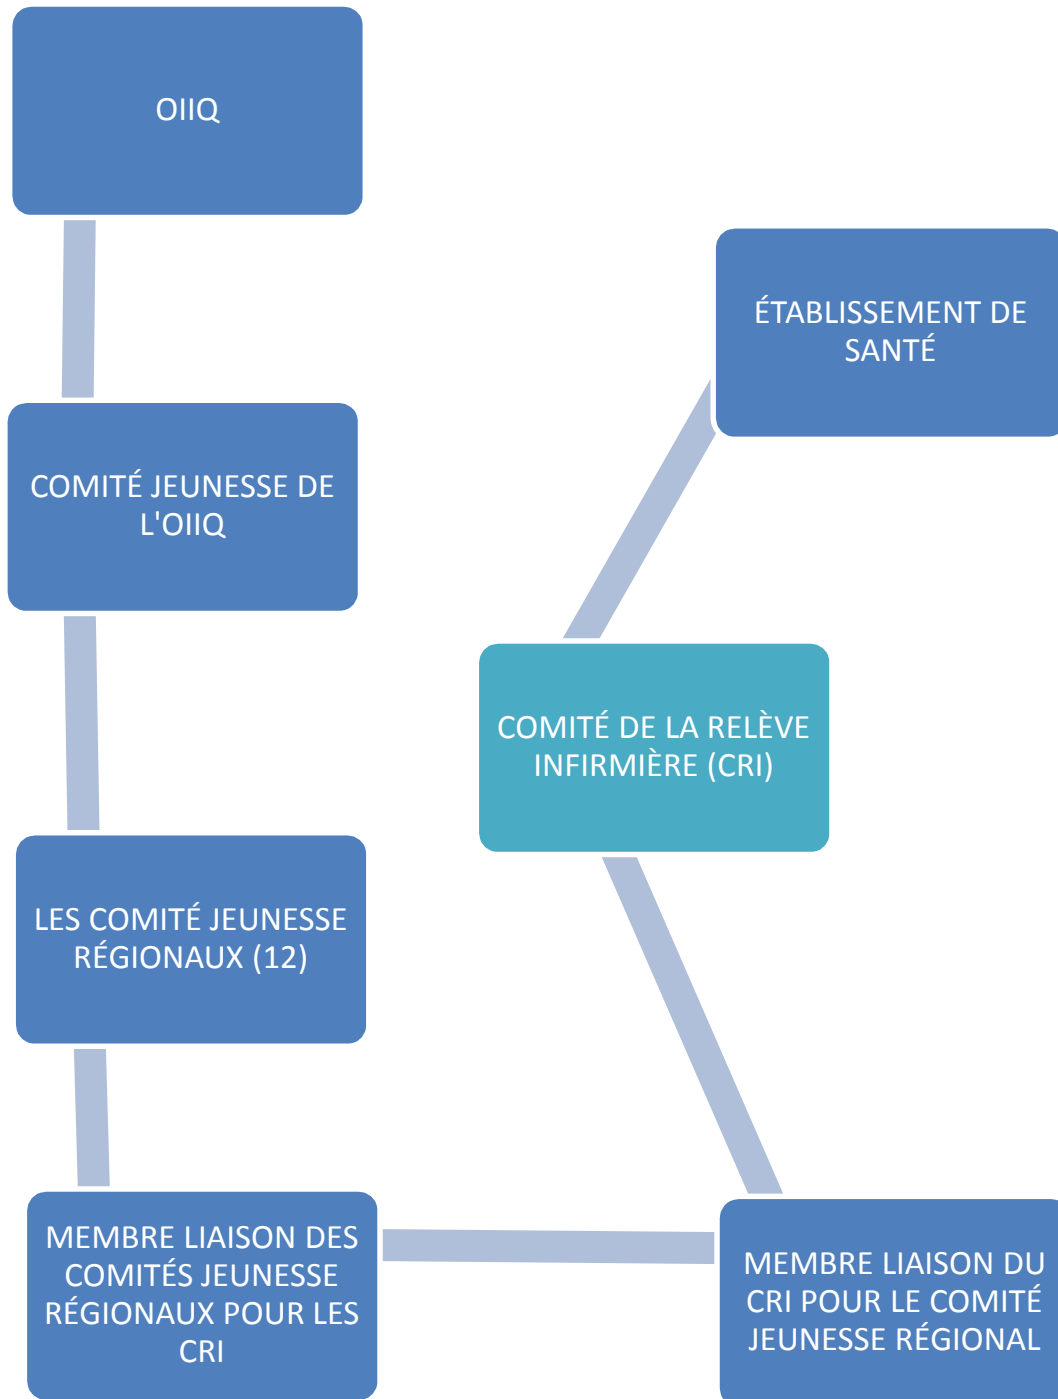 OIIQ
ÉTABLISSEMENT DE
SANTÉ
COMITÉ JEUNESSE DE
L'OIIQ
COMITÉ DE LA RELÈVE
INFIRMIÈRE (CRI)
LES COMITÉ JEUNESSE
RÉGIONAUX (12)
MEMBRE LIAISON DES
COMITÉS JEUNESSE
RÉGIONAUX POUR LES
CRI
MEMBRE LIAISON DU
CRI POUR LE COMITÉ
JEUNESSE RÉGIONAL